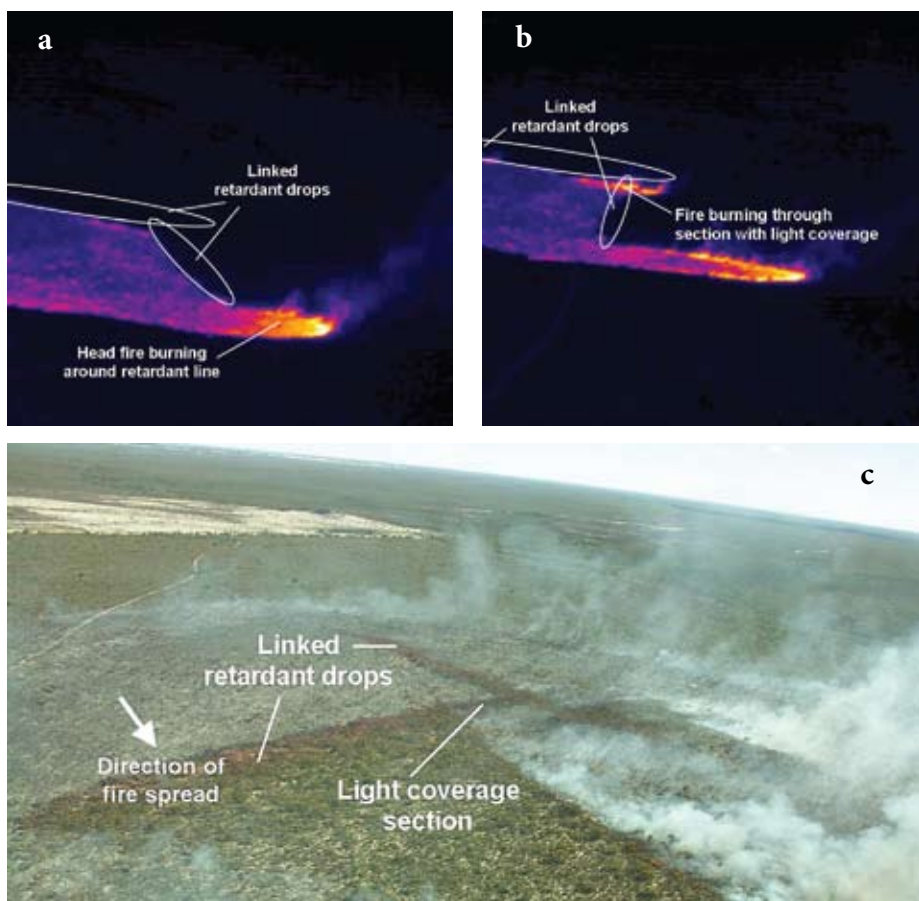 a
Linked
retardant drops
Head fire burning
around retardant line
b
Linked
retardant drops
Fire burning through
section with light coverage
c
Linked
retardant drops
Direction of
fire spread
Light coverage
section